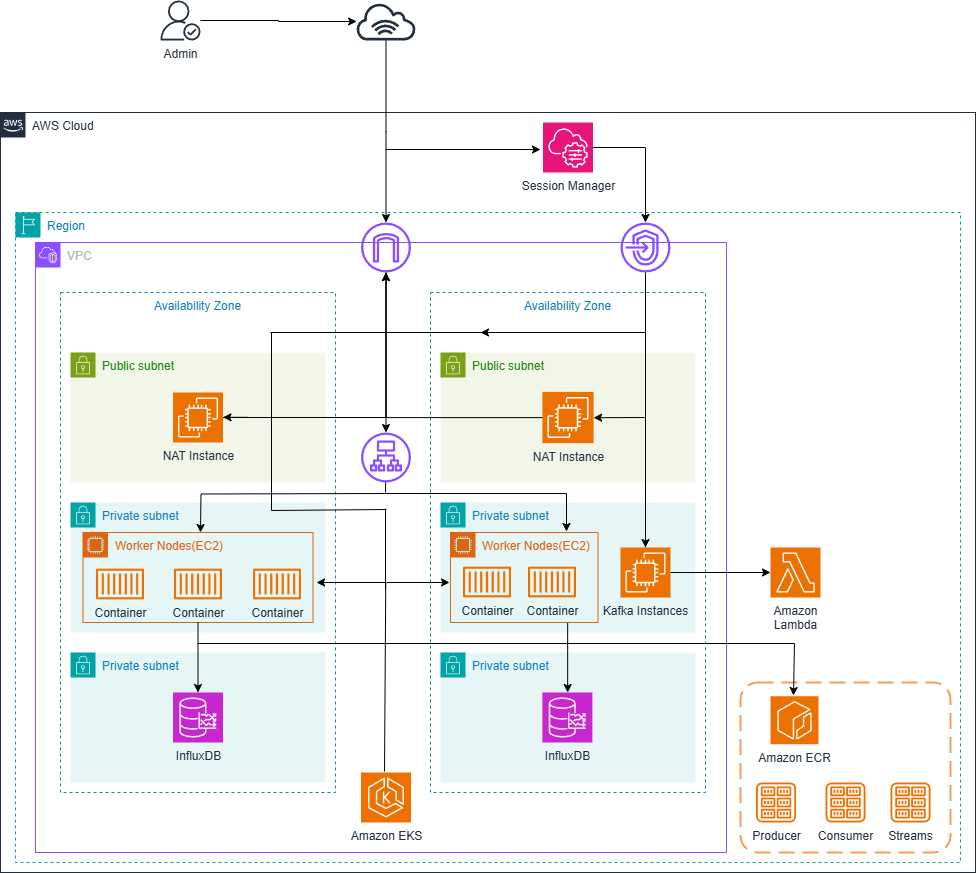 Admin
aws
AWS Cloud
Session Manager
Region
VPC
Availability Zone
Availability Zone
Public subnet
Public subnet
NAT Instance
NAT Instance
Private subnet
Private subnet
Worker Nodes(EC2)
Worker Nodes(EC2)
Container
Container
Container
Container
Container
Kafka Instances
Amazon
Lambda
Private subnet
Private subnet
InfluxDB
InfluxDB
Amazon ECR
K
Amazon EKS
Producer
Consumer
Streams